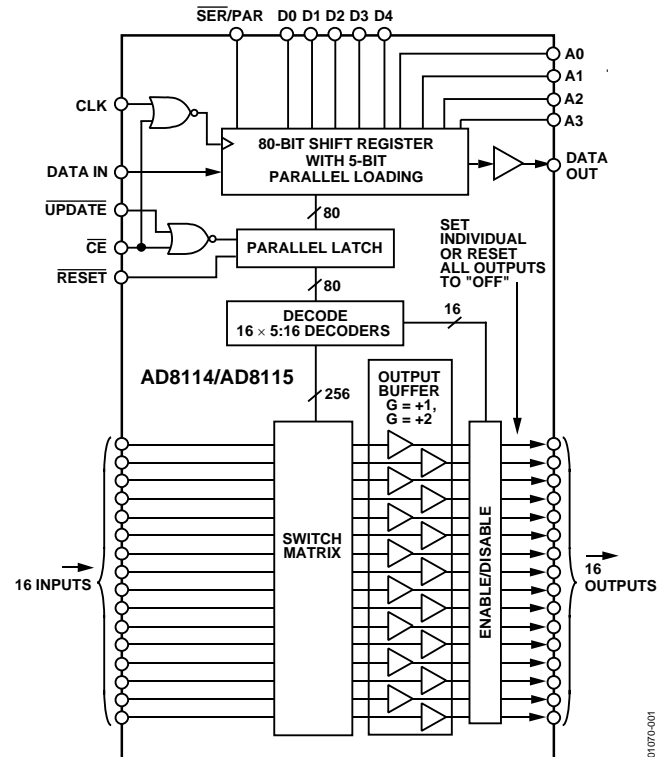 SER/PAR D0 D1 D2 D3 D4
A0
A1
A2
A3
CLK
80-BIT SHIFT REGISTER
WITH 5-BIT
PARALLEL LOADING
DATA IN
DATA
OUT
UPDATE
80
CE
PARALLEL LATCH
SET
INDIVIDUAL
OR RESET
ALL OUTPUTS
TO "OFF"
RESET
80
DECODE
16 × 5:16 DECODERS
16
AD8114/AD8115
256
OUTPUT
BUFFER
G = +1,
G = +2
SWITCH
MATRIX
ENABLE/DISABLE
16 INPUTS
16
OUTPUTS
01070-001